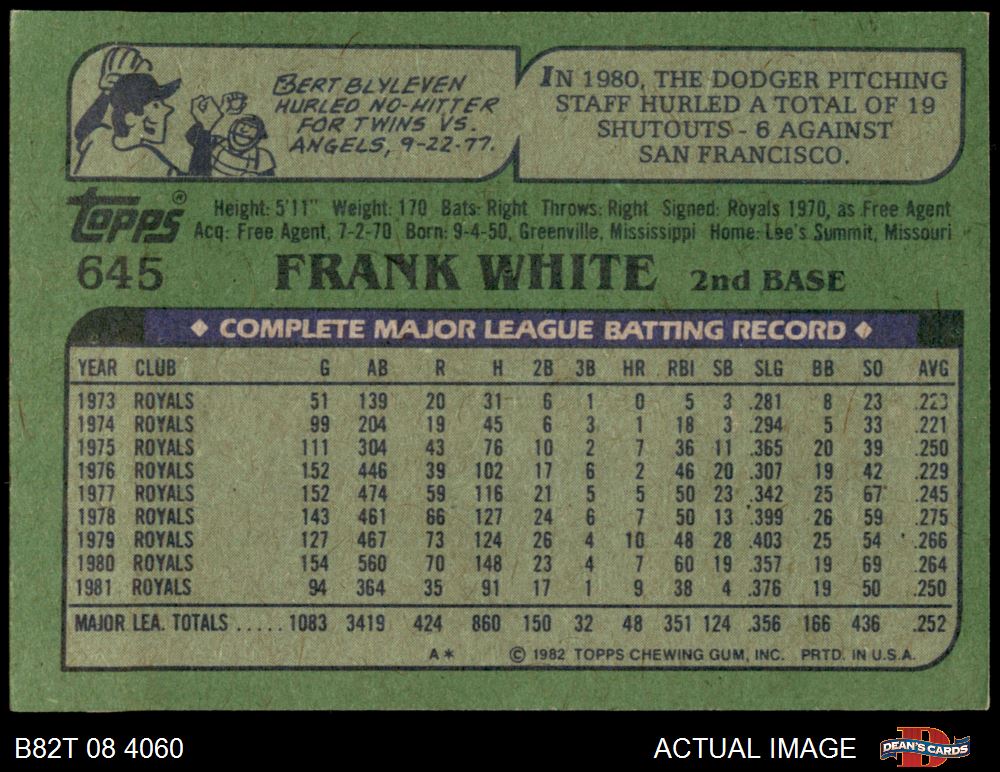 BERT BLYLEVEN
HURLED NO-HITTER
FOR TWINS VS.
ANGELS, 9-22-77.
IN 1980, THE DODGER PITCHING
STAFF HURLED A TOTAL OF 19
SHUTOUTS - 6 AGAINST
SAN FRANCISCO.
TOPPS®
Height: 5'11" Weight: 170 Bats: Right Throws: Right Signed: Royals 1970, as Free Agent
Acq: Free Agent, 7-2-70 Born: 9-4-50, Greenville, Mississippi Home: Lee's Summit, Missouri
645 FRANK WHITE 2nd BASE
♦ COMPLETE MAJOR LEAGUE BATTING RECORD ♦
YEAR CLUB G AB R H 2B 3B HR RBI SB SLG BB SO AVG
1973 ROYALS 51 139 20 31 6 1 0 5 3 .281 8 23 .223
1974 ROYALS 99 204 19 45 6 3 1 18 3 .294 5 33 .221
1975 ROYALS 111 304 43 76 10 2 7 36 11 .365 20 39 .250
1976 ROYALS 152 446 39 102 17 6 2 46 20 .307 19 42 .229
1977 ROYALS 152 474 59 116 21 5 5 50 23 .342 25 67 .245
1978 ROYALS 143 461 66 127 24 6 7 50 13 .399 26 59 .275
1979 ROYALS 127 467 73 124 26 4 10 48 28 .403 25 54 .266
1980 ROYALS 154 560 70 148 23 4 7 60 19 .357 19 69 .264
1981 ROYALS 94 364 35 91 17 1 9 38 4 .376 19 50 .250
MAJOR LEA. TOTALS ..... 1083 3419 424 860 150 32 48 351 124 .356 166 436 .252
A* © 1982 TOPPS CHEWING GUM, INC. PRTD. IN U.S.A.
B82T 08 4060 ACTUAL IMAGE D DEAN'S CARDS